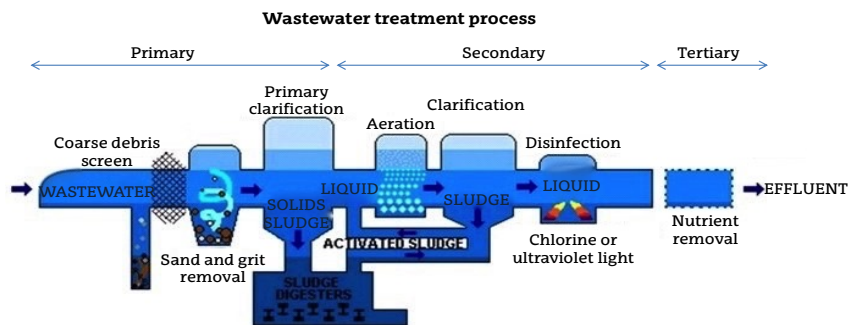 Wastewater treatment process
Primary
Secondary
Tertiary
Primary
clarification
Clarification
Aeration
Coarse debris
screen
Disinfection
WASTEWATER
LIQUID
SOLIDS
SLUDGE
SLUDGE
LIQUID
EFFLUENT
Nutrient
removal
ACTIVATED SLUDGE
Chlorine or
ultraviolet light
Sand and grit
removal
SLUDGE
DIGESTERS